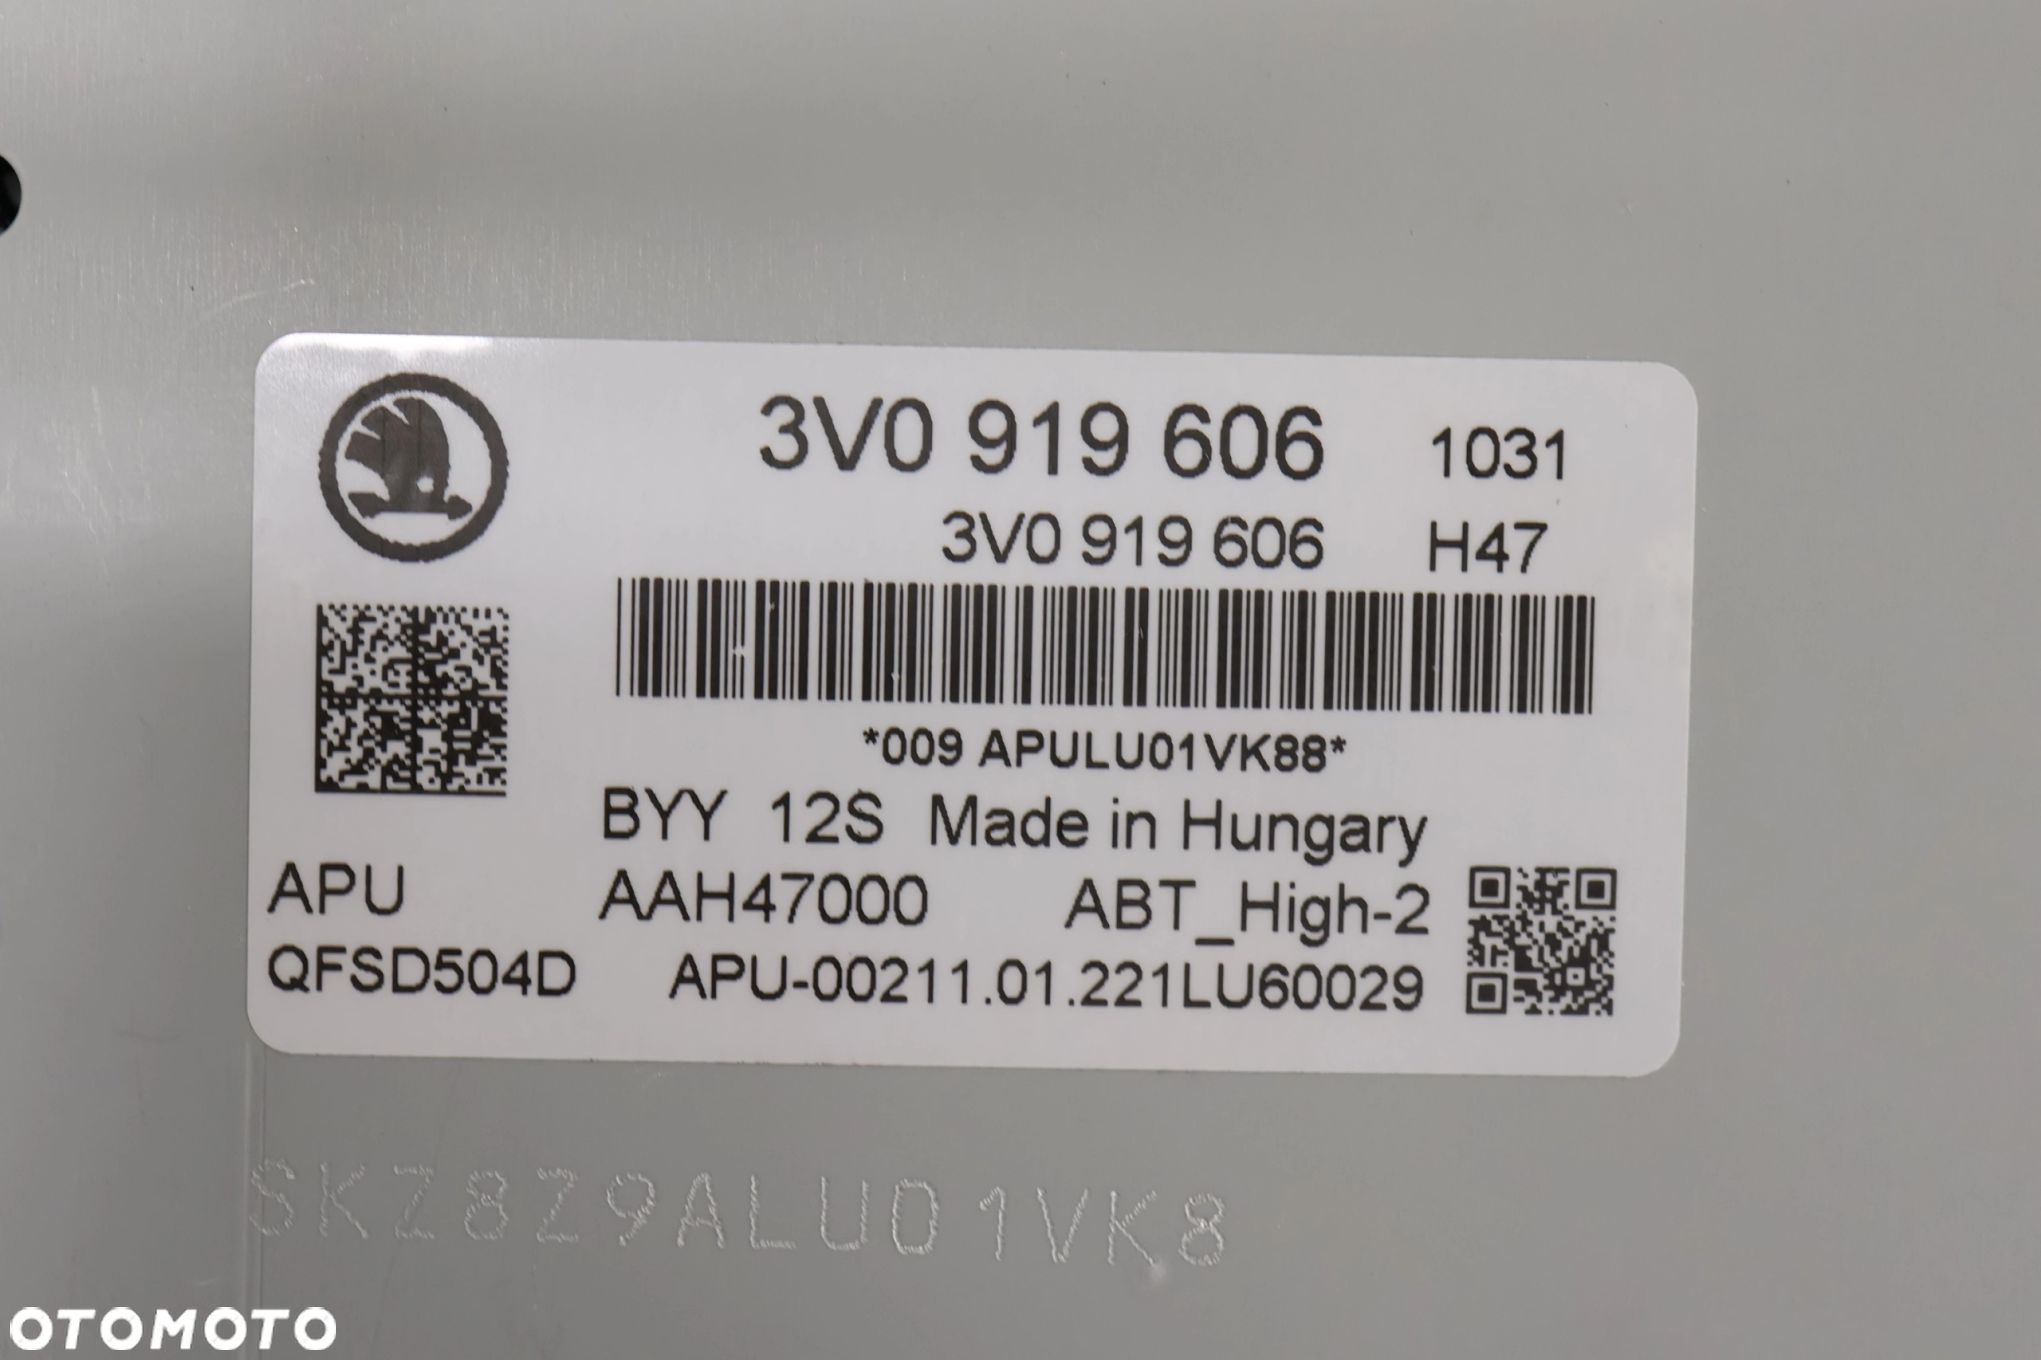 3V0 919 606 1031
3V0 919 606 H47
*009 APULU01VK88*
BYY 12S Made in Hungary
APU AAH47000 ABT_High-2
QFSD504D APU-00211.01.221LU60029
SKZ8Z9ALU01VK8
OTOMOTO